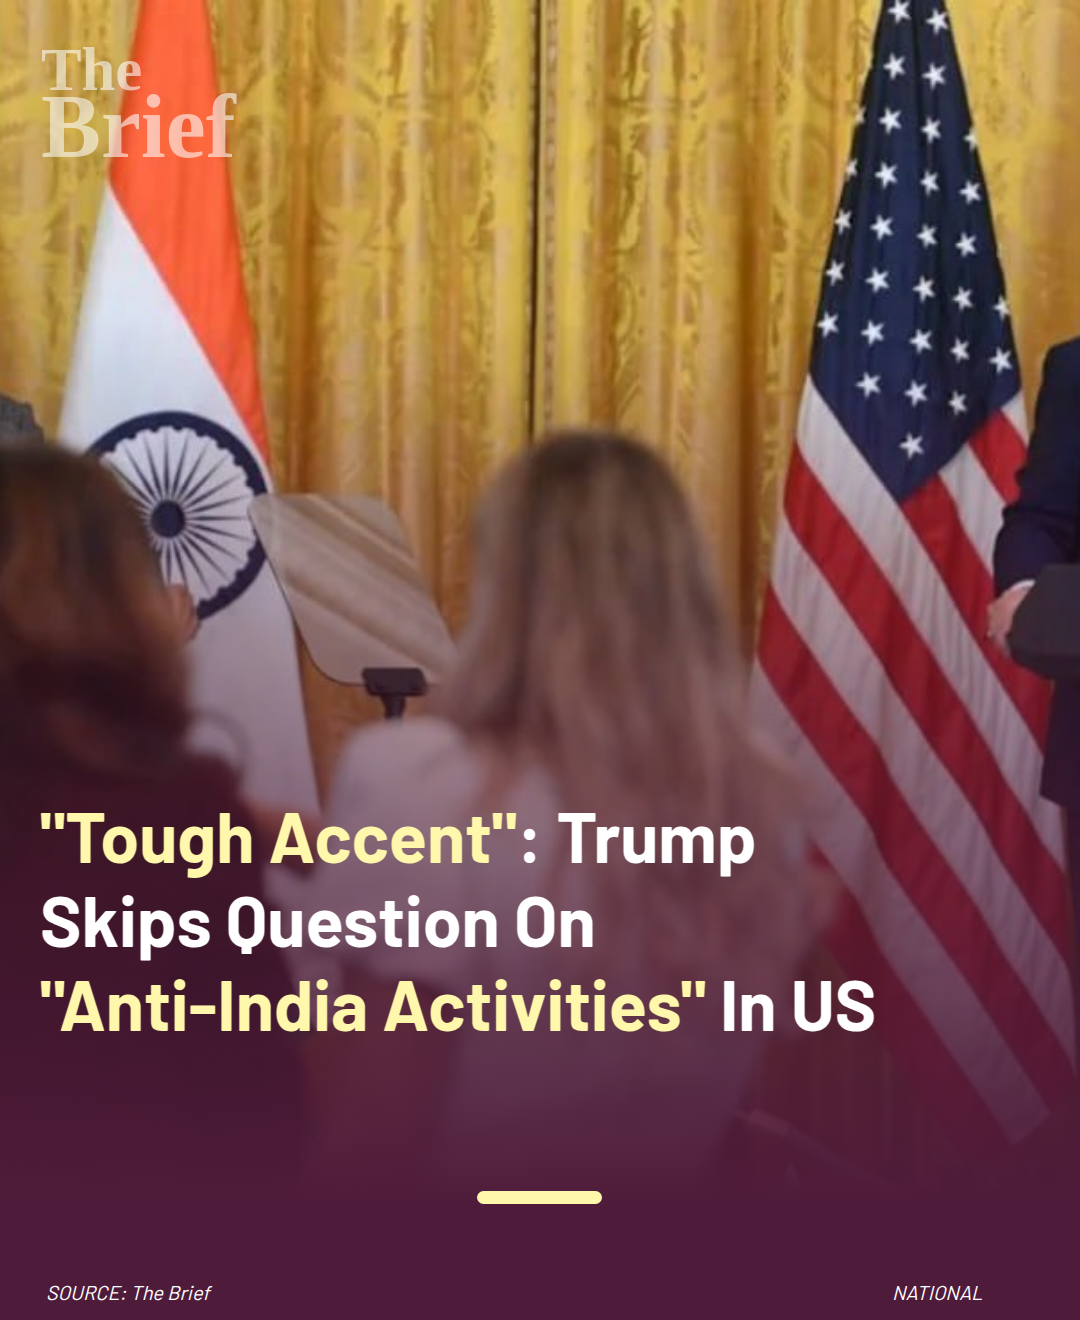 The
Brief
"Tough Accent": Trump
Skips Question On
"Anti-India Activities" In US
SOURCE: The Brief
NATIONAL